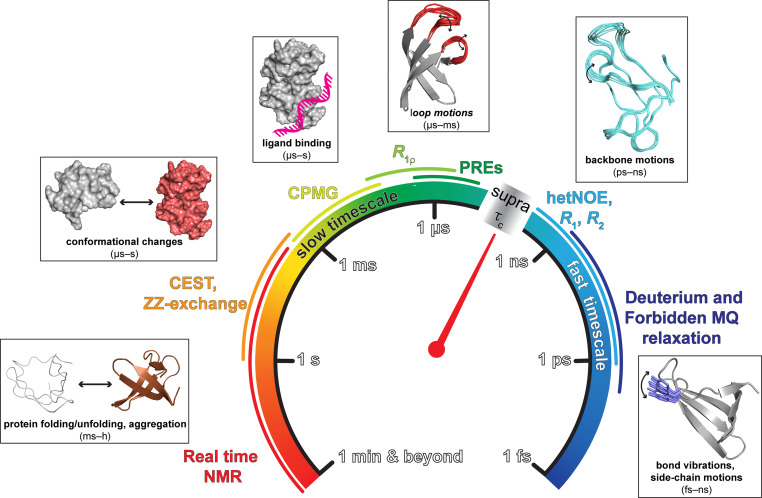 loop motions
(µs–ms)
ligand binding
(µs–s)
backbone motions
(ps–ns)
conformational changes
(µs–s)
protein folding/unfolding, aggregation
(ms–h)
bond vibrations,
side-chain motions
(fs–ns)
Real time
NMR
CEST,
ZZ-exchange
CPMG
R1ρ
PREs
supra
τc
hetNOE,
R1, R2
Deuterium and
Forbidden MQ
relaxation
slow timescale
fast timescale
1 min & beyond
1 s
1 ms
1 µs
1 ns
1 ps
1 fs